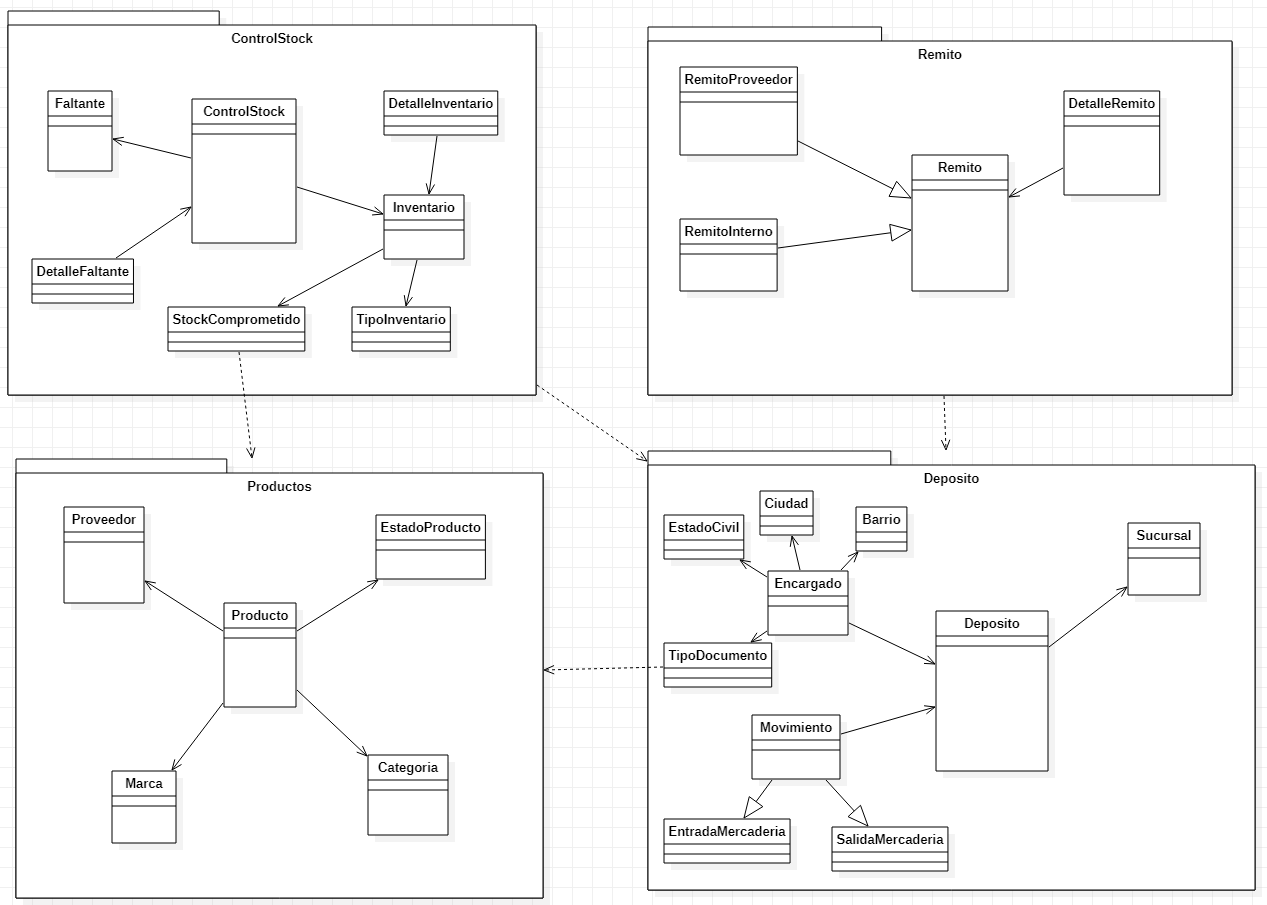 ControlStock
Faltante
ControlStock
DetalleInventario
Inventario
DetalleFaltante
StockComprometido
TipoInventario
Remito
RemitoProveedor
DetalleRemito
Remito
RemitoInterno
Productos
Proveedor
EstadoProducto
Producto
Marca
Categoria
Deposito
EstadoCivil
Ciudad
Barrio
Sucursal
Encargado
Deposito
TipoDocumento
Movimiento
EntradaMercaderia
SalidaMercaderia